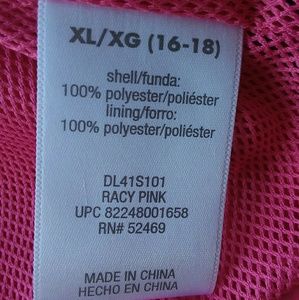 XL/XG (16-18)
shell/funda:
100% polyester/poliéster
lining/forro:
100% polyester/poliéster
DL41S101
RACY PINK
UPC 82248001658
RN# 52469
MADE IN CHINA
HECHO EN CHINA